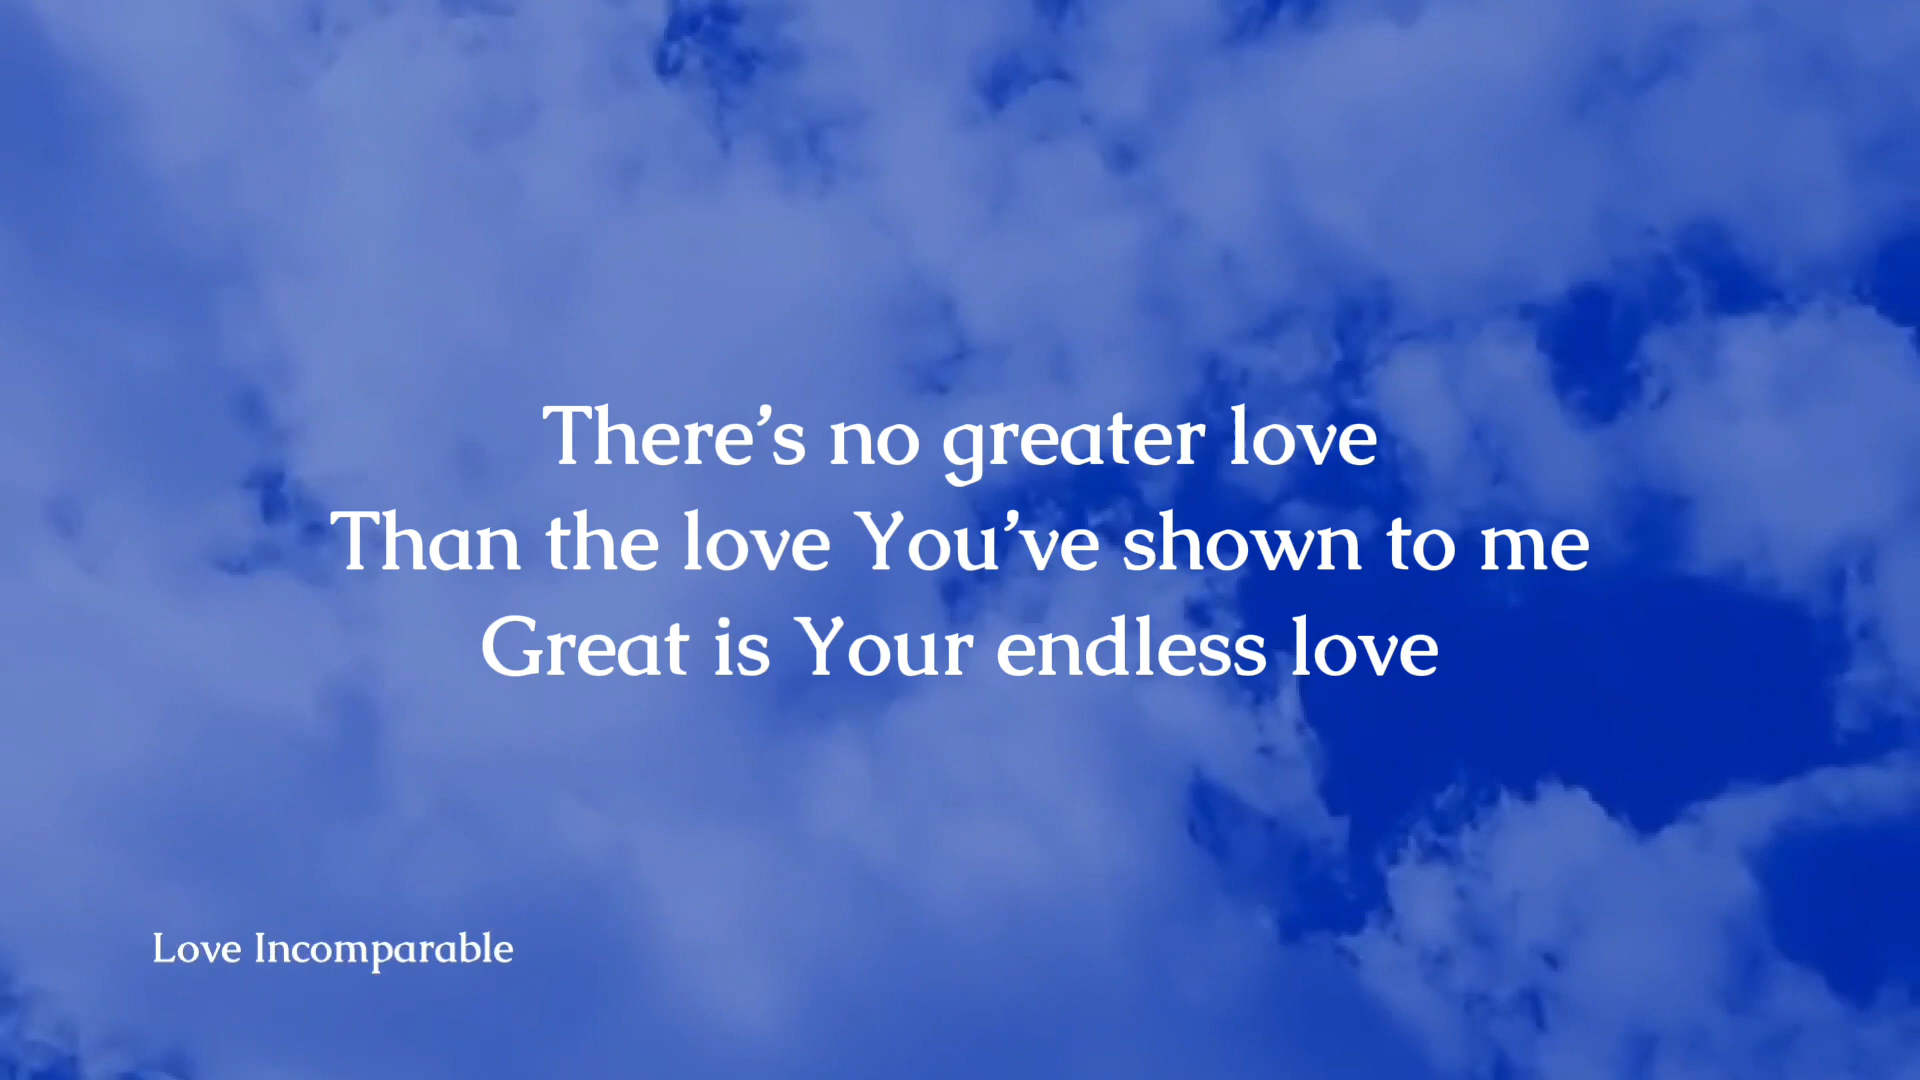 There’s no greater love
Than the love You’ve shown to me
Great is Your endless love
Love Incomparable